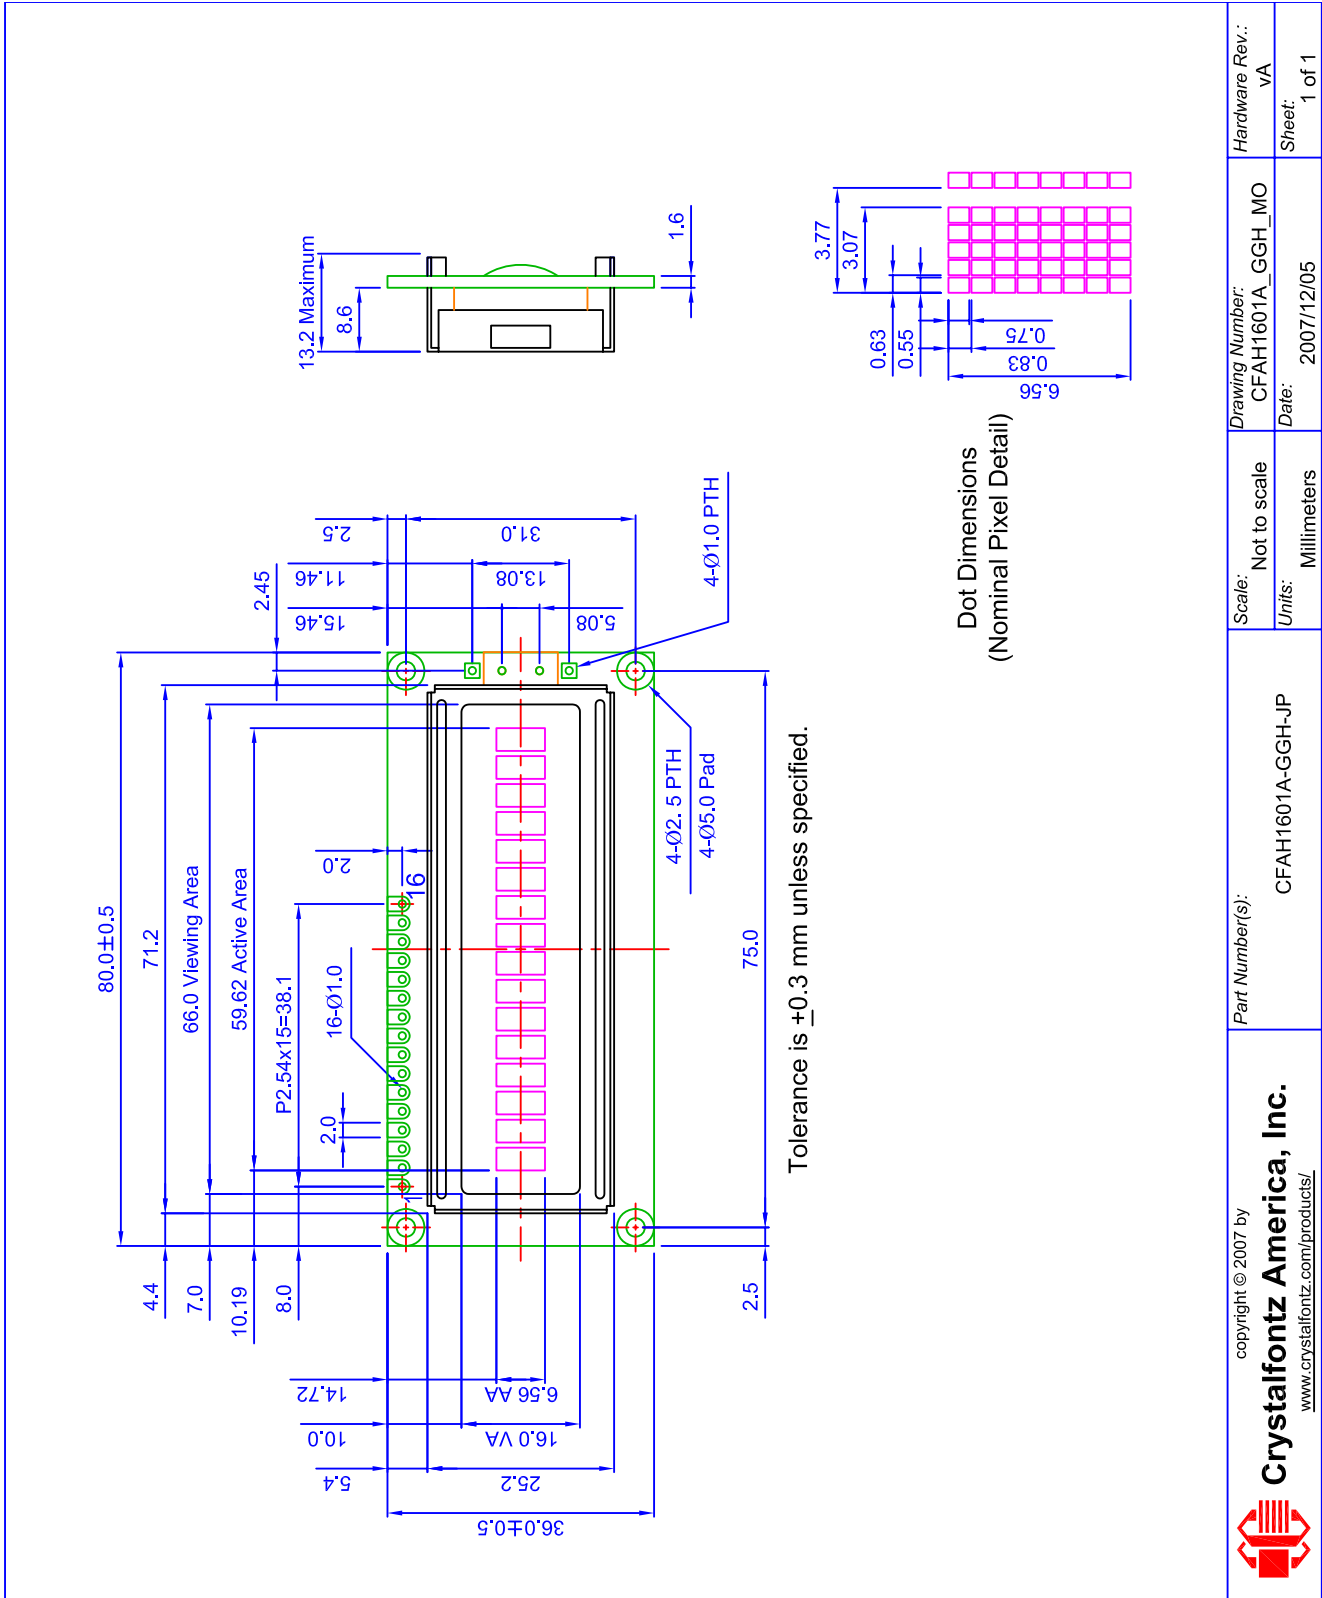 80.0±0.5
71.2
66.0 Viewing Area
59.62 Active Area
P2.54x15=38.1
16-Ø1.0
2.0
2.0
1
16
4.4
7.0
10.19
8.0
2.45
2.5
31.0
11.46
13.08
15.46
5.08
4-Ø1.0 PTH
14.72
6.56 AA
10.0
16.0 VA
5.4
25.2
36.0±0.5
4-Ø2. 5 PTH
4-Ø5.0 Pad
75.0
2.5
Tolerance is ±0.3 mm unless specified.
13.2 Maximum
8.6
1.6
3.77
3.07
0.63
0.55
0.75
0.83
6.56
Dot Dimensions
(Nominal Pixel Detail)
copyright © 2007 by
Crystalfontz America, Inc.
www.crystalfontz.com/products/
Part Number(s):
CFAH1601A-GGH-JP
Scale:
Not to scale
Units:
Millimeters
Drawing Number:
CFAH1601A_GGH_MO
Date:
2007/12/05
Hardware Rev.:
vA
Sheet:
1 of 1